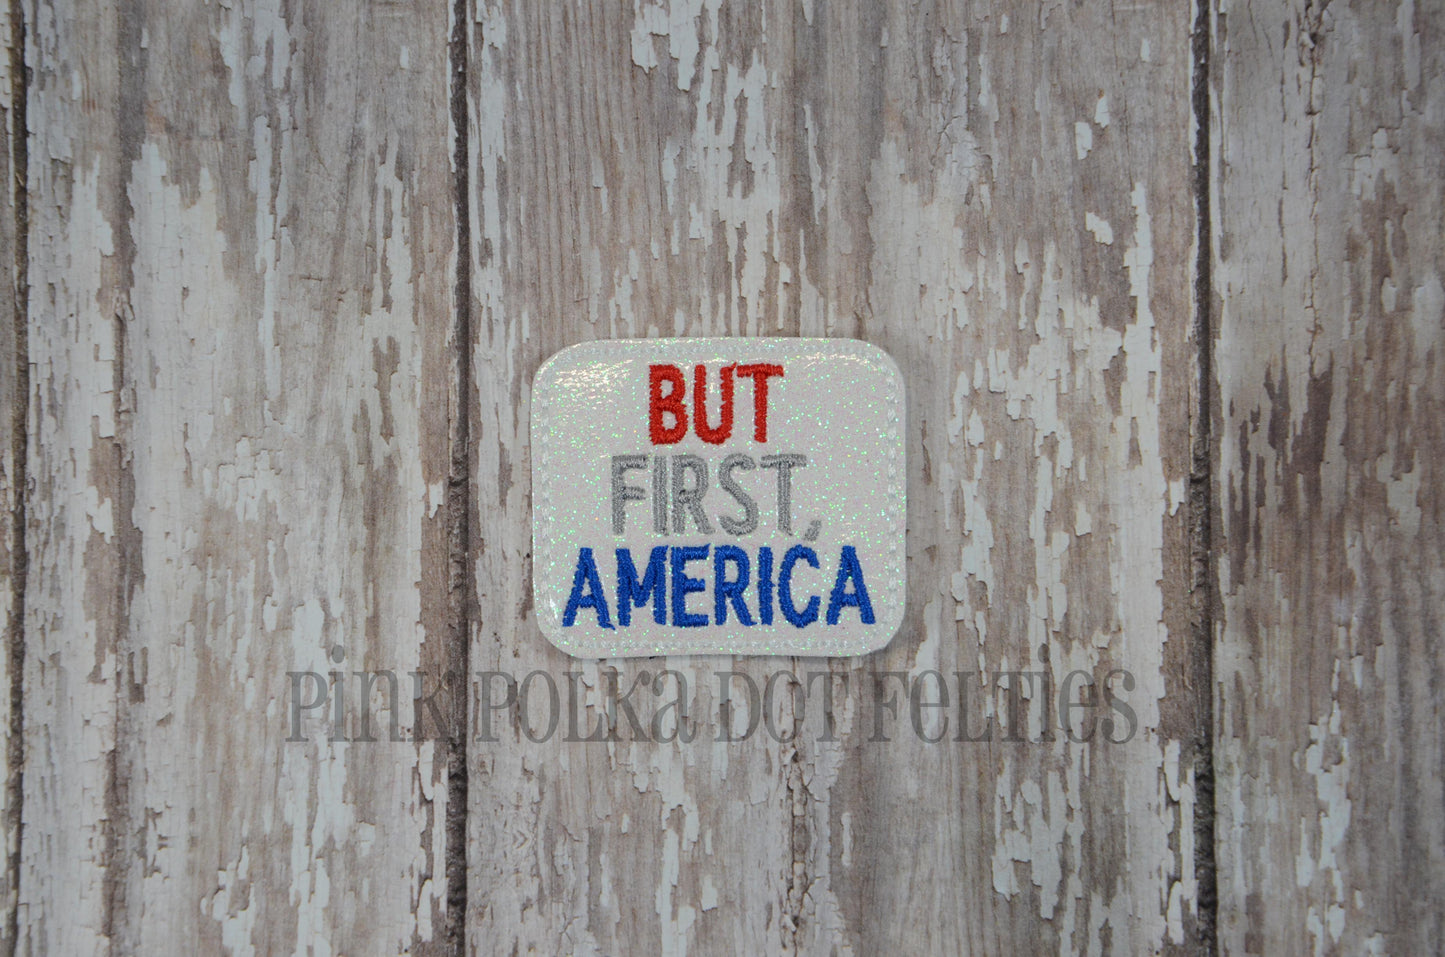 BUT
FIRST,
AMERICA
Pink Polka Dot Felties